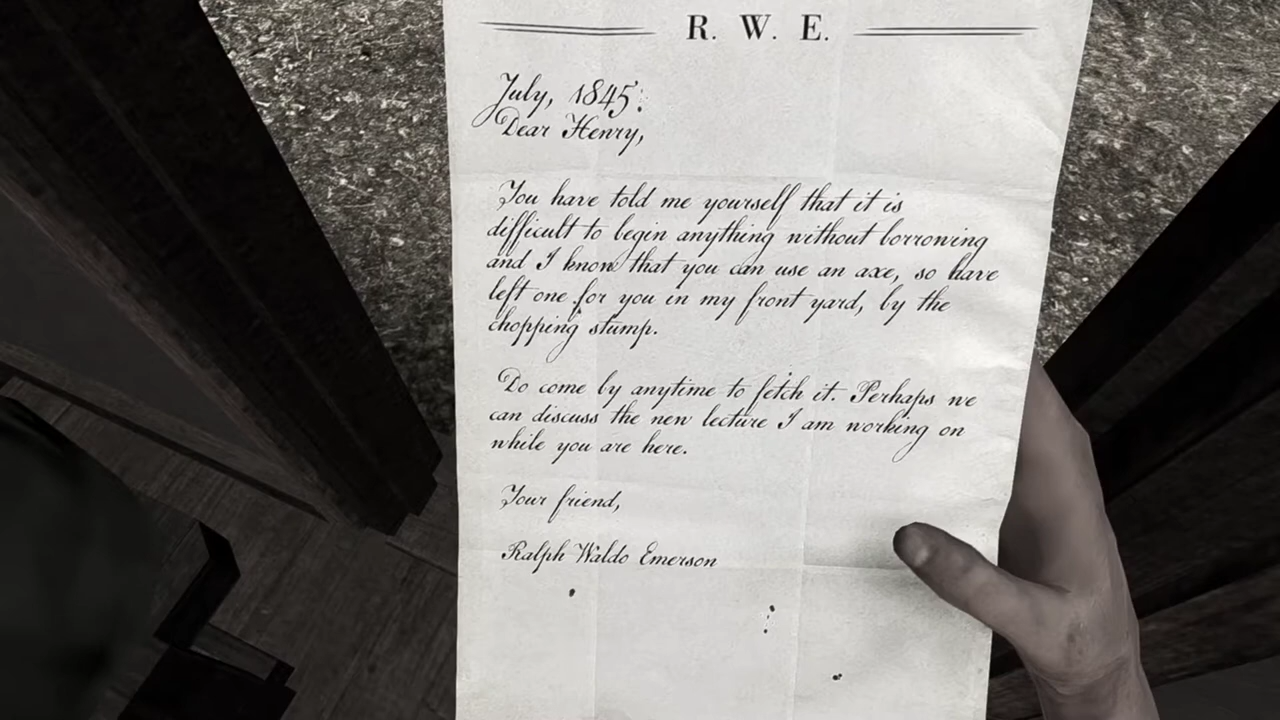 R. W. E.
July, 1845.
Dear Henry,
You have told me yourself that it is
difficult to begin anything without borrowing
and I know that you can use an axe, so have
left one for you in my front yard, by the
chopping stump.
Do come by anytime to fetch it. Perhaps we
can discuss the new lecture I am working on
while you are here.
Your friend,
Ralph Waldo Emerson